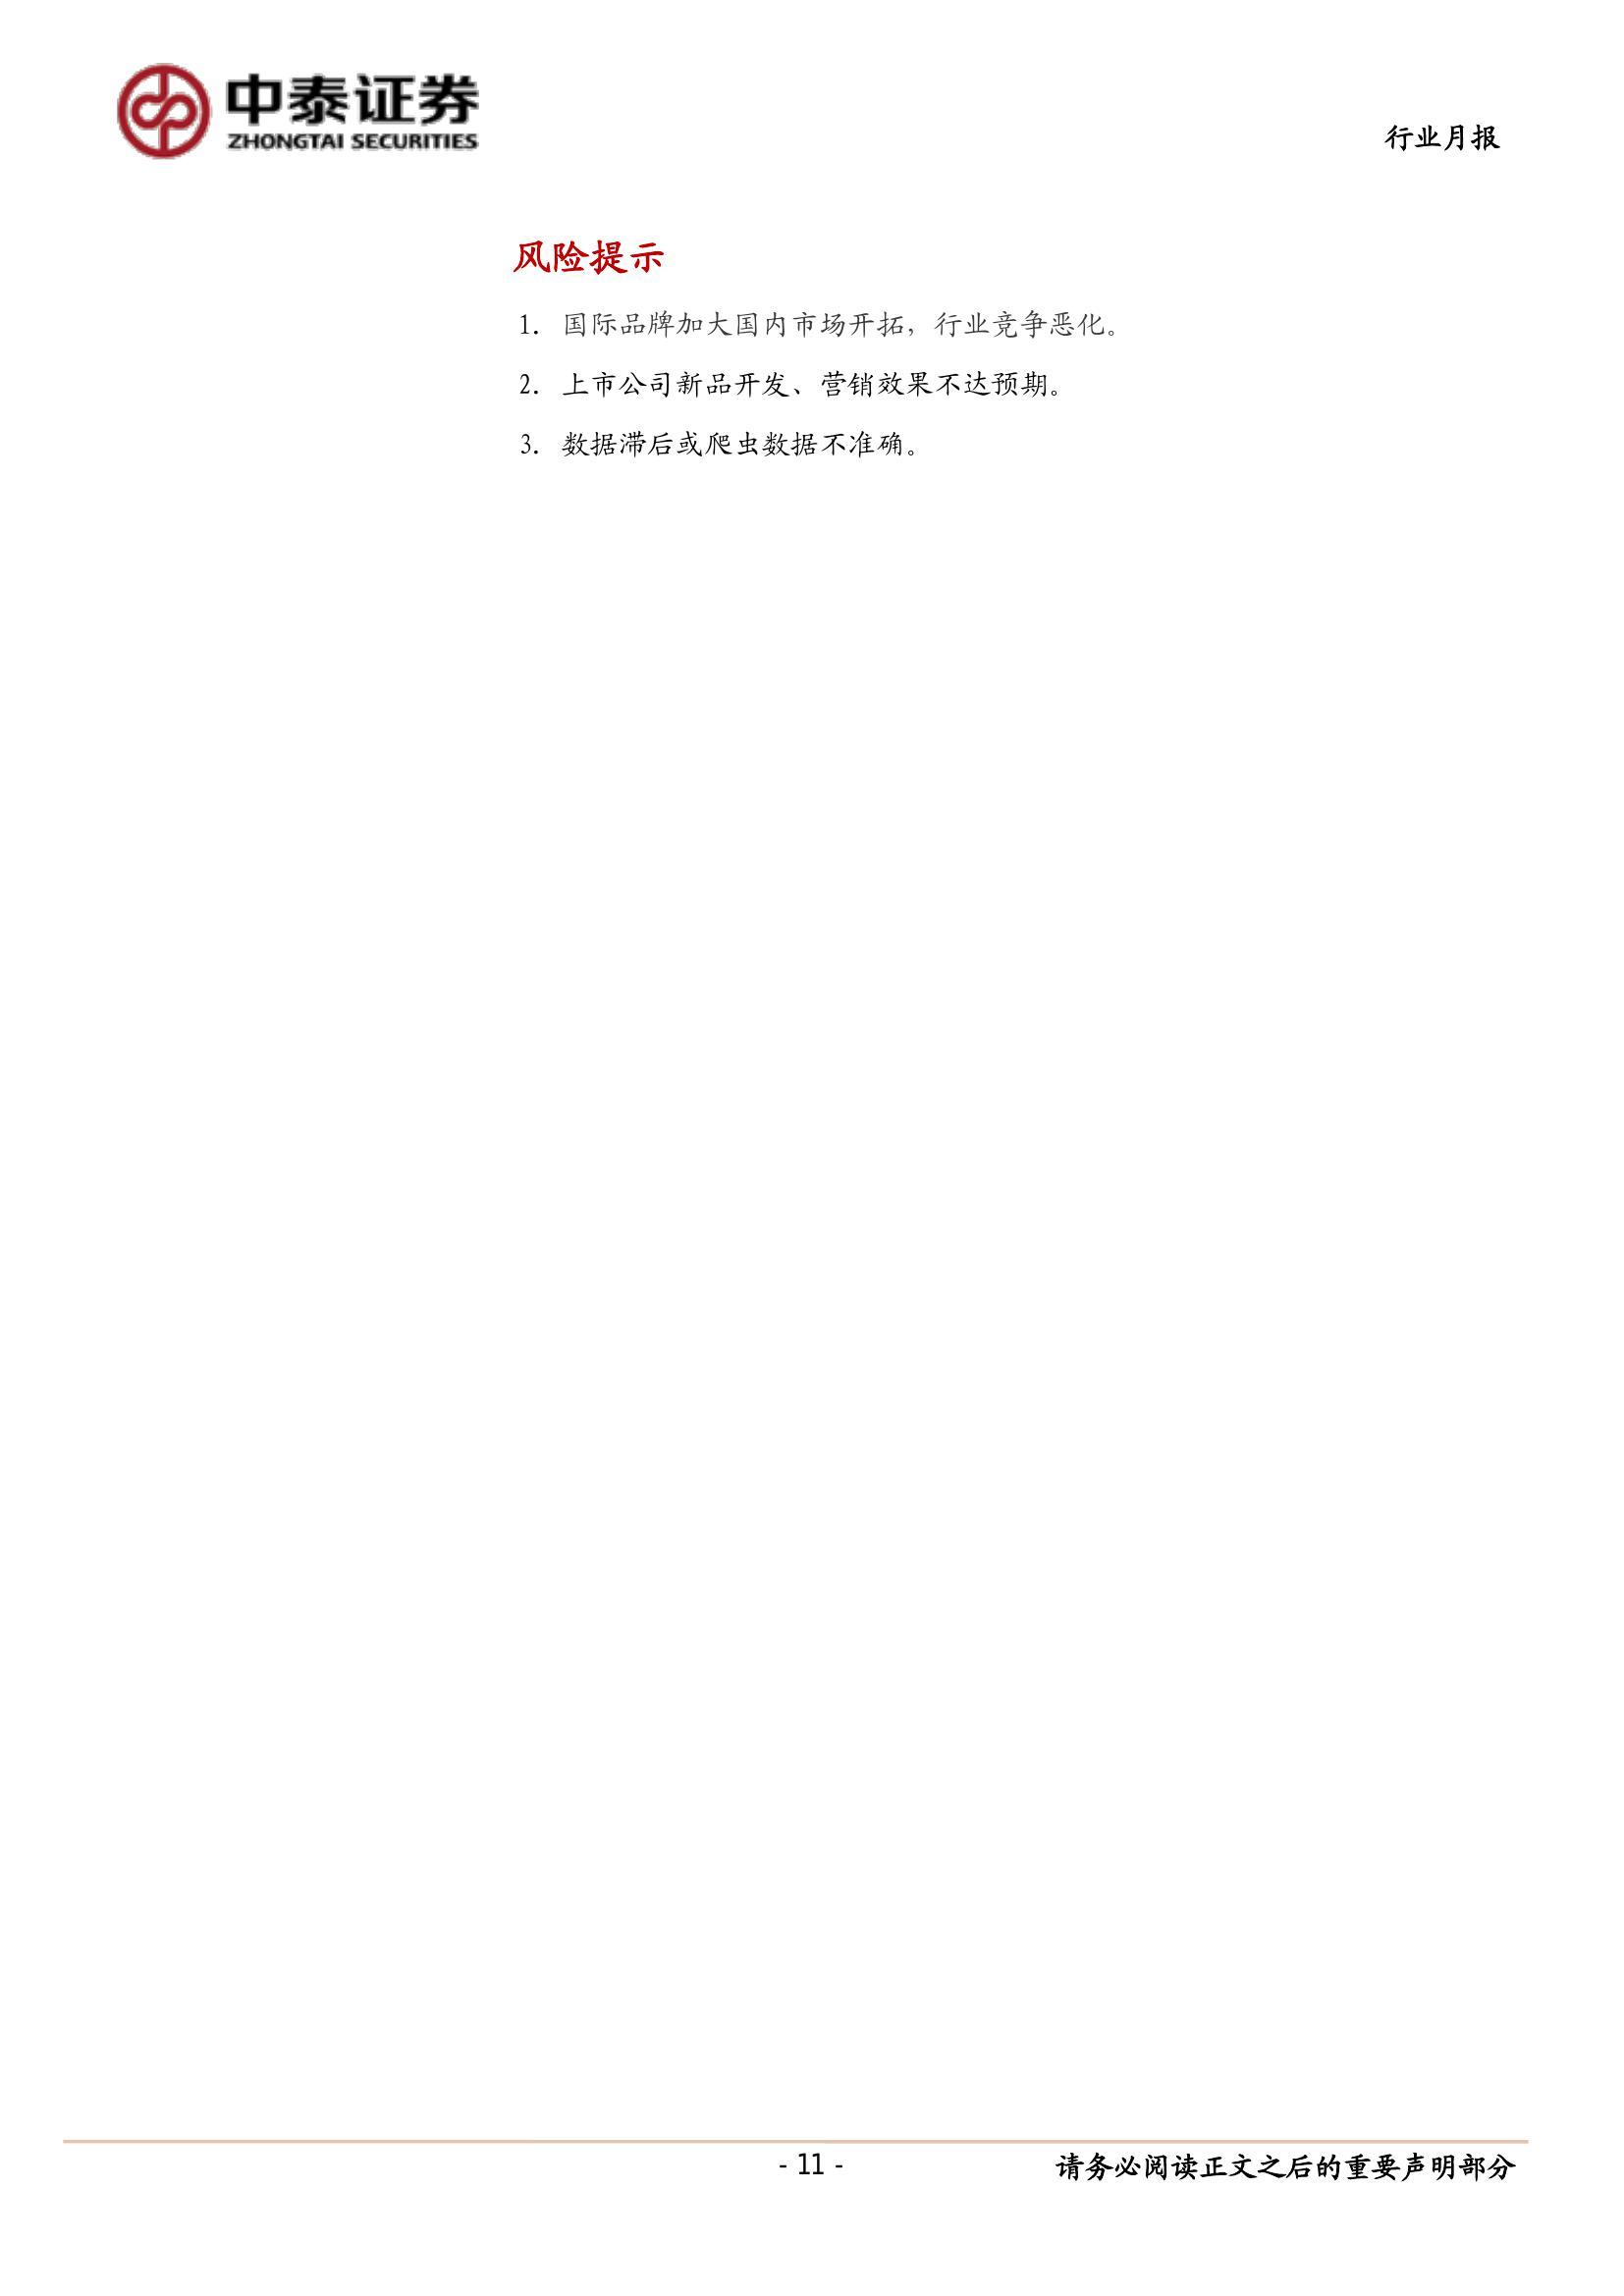 中泰证券
ZHONGTAI SECURITIES
行业月报
风险提示
1. 国际品牌加大国内市场开拓，行业竞争恶化。
2. 上市公司新品开发、营销效果不达预期。
3. 数据滞后或爬虫数据不准确。
- 11 -
请务必阅读正文之后的重要声明部分